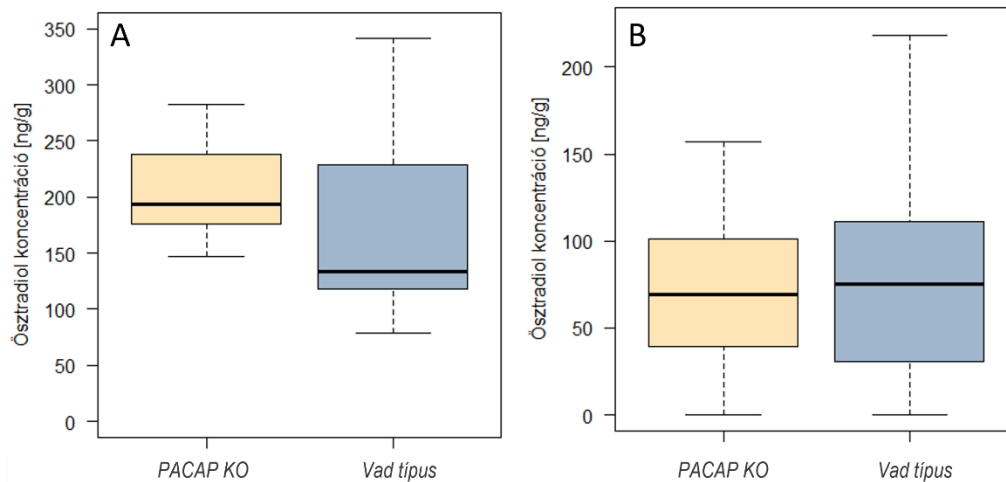 A
Ösztradiol koncentráció [ng/g]
350
300
250
200
150
100
50
0
PACAP KO Vad típus
B
Ösztradiol koncentráció [ng/g]
200
150
100
50
0
PACAP KO Vad típus